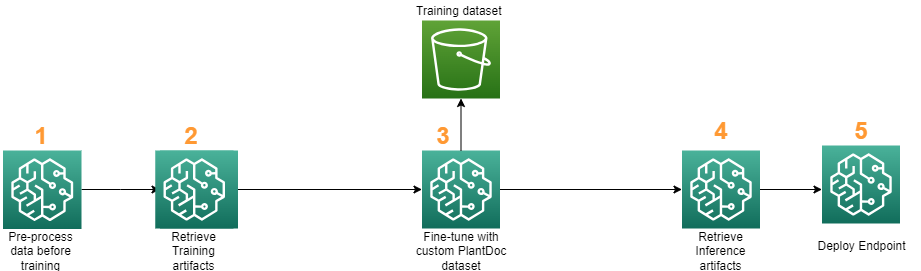 Training dataset
1
2
3
4
5
Pre-process
data before
training
Retrieve
Training
artifacts
Fine-tune with
custom PlantDoc
dataset
Retrieve
Inference
artifacts
Deploy Endpoint